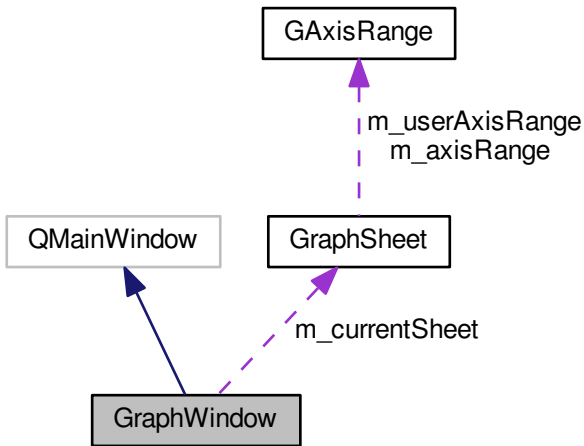 GAxisRange
m_userAxisRange
m_axisRange
QMainWindow
GraphSheet
m_currentSheet
GraphWindow